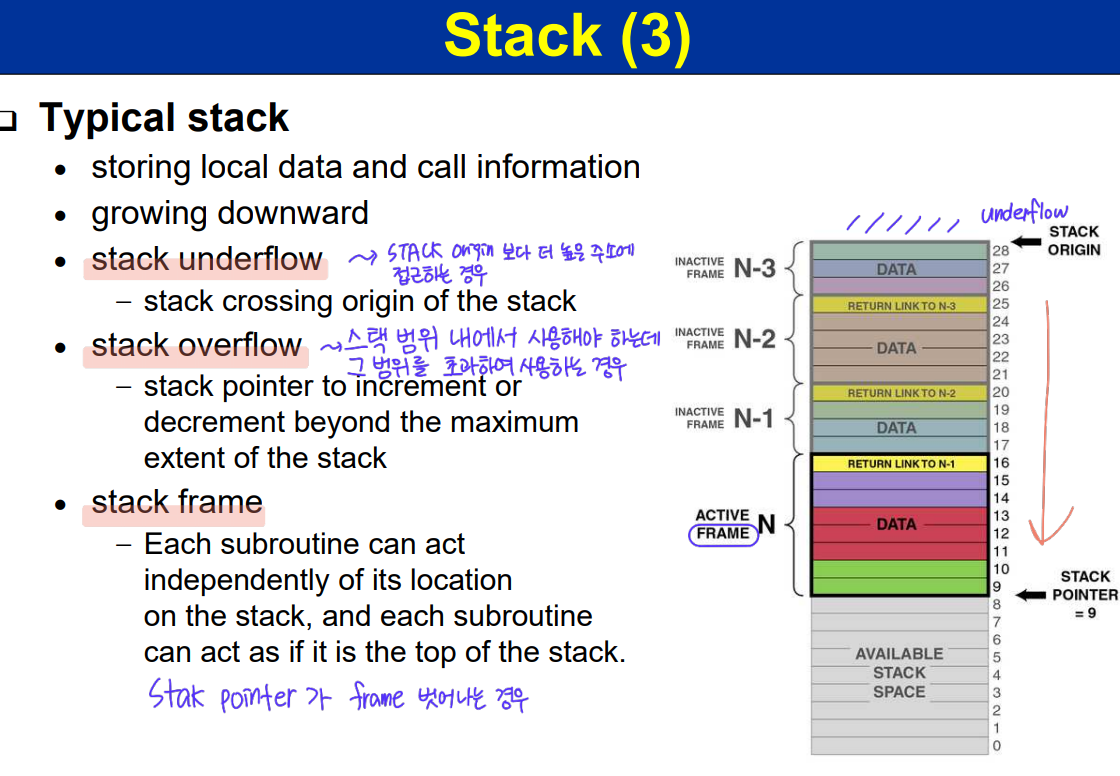 Stack (3)
Typical stack
• storing local data and call information
• growing downward
• stack underflow
→ STACK Origin 보다 더 높은 주소에
접근하는 경우
– stack crossing origin of the stack
• stack overflow
→ 스택 범위 내에서 사용해야 하는데
그 범위를 초과하여 사용하는 경우
– stack pointer to increment or
decrement beyond the maximum
extent of the stack
• stack frame
– Each subroutine can act
independently of its location
on the stack, and each subroutine
can act as if it is the top of the stack.
Stak pointer가 frame 벗어나는 경우
underflow
STACK
ORIGIN
INACTIVE
FRAME N-3
DATA
28
27
26
INACTIVE
FRAME N-2
RETURN LINK TO N-3
DATA
25
24
23
22
21
INACTIVE
FRAME N-1
RETURN LINK TO N-2
DATA
20
19
18
17
ACTIVE
FRAME N
RETURN LINK TO N-1
DATA
16
15
14
13
12
11
10
9
STACK
POINTER
= 9
AVAILABLE
STACK
SPACE
8
7
6
5
4
3
2
1
0